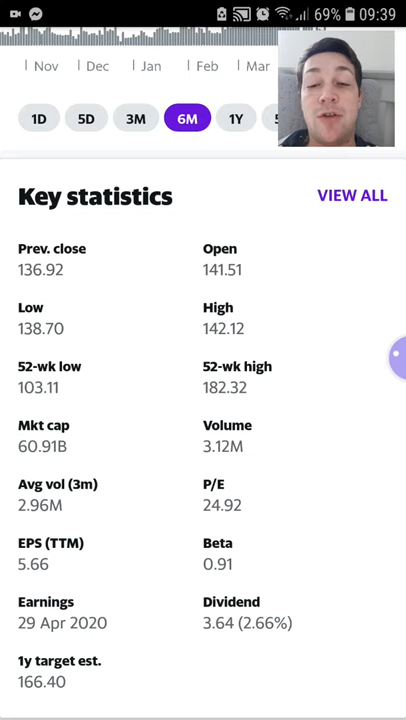 69% 09:39
Nov Dec Jan Feb Mar
1D 5D 3M 6M 1Y
Key statistics VIEW ALL
Prev. close Open
136.92 141.51
Low High
138.70 142.12
52-wk low 52-wk high
103.11 182.32
Mkt cap Volume
60.91B 3.12M
Avg vol (3m) P/E
2.96M 24.92
EPS (TTM) Beta
5.66 0.91
Earnings Dividend
29 Apr 2020 3.64 (2.66%)
1y target est.
166.40